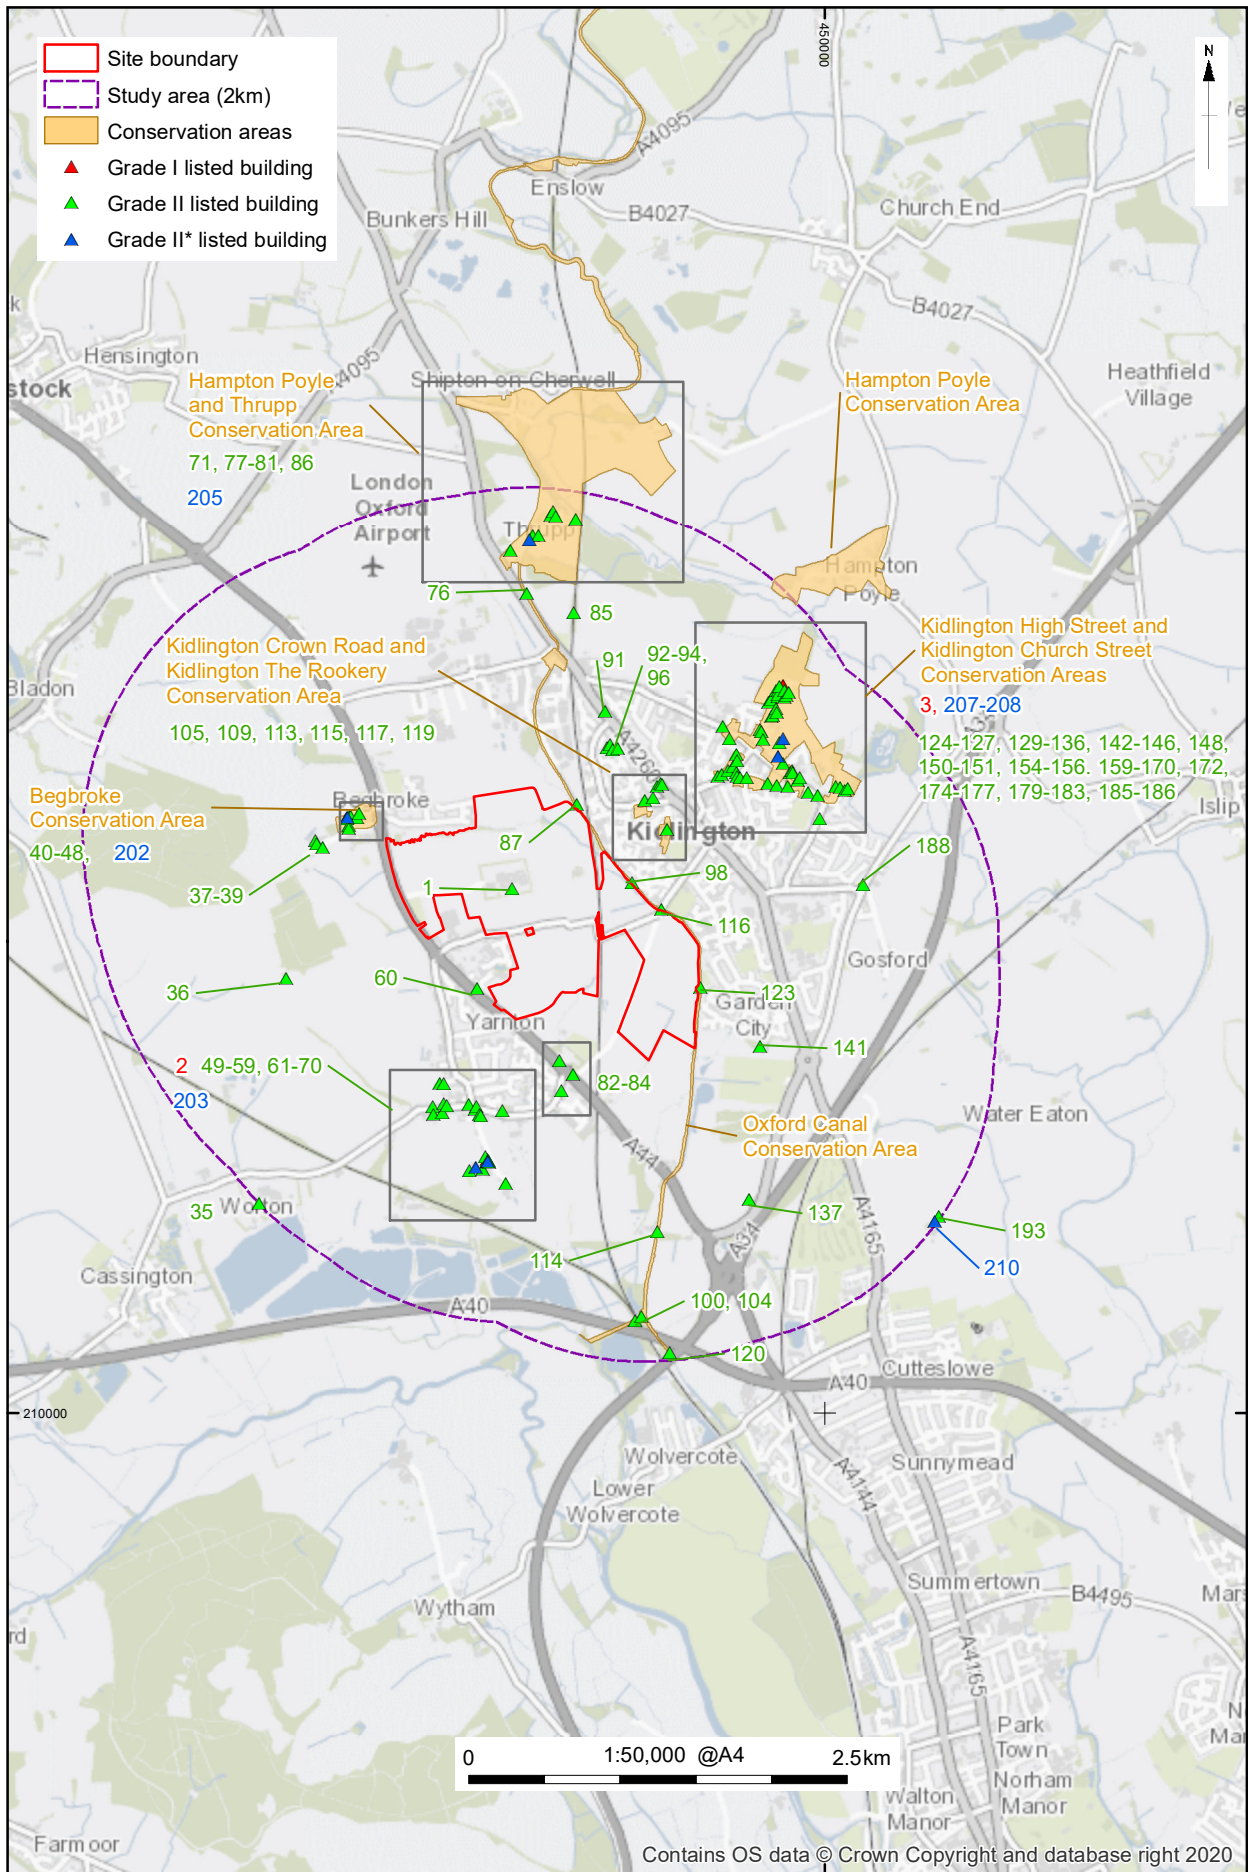 450000
N
Site boundary
Study area (2km)
Conservation areas
Grade I listed building
Grade II listed building
Grade II* listed building
A4095
Enslow
Bunkers Hill
B4027
Church End
B4027
Hensington
A4095
stock
Shipton-on-Cherwell
Heathfield
Village
Hampton Poyle
and Thrupp
Conservation Area
71, 77-81, 86
205
Hampton Poyle
Conservation Area
London
Oxford
Airport
Thrupp
Hampton
Poyle
76
85
Kidlington Crown Road and
Kidlington The Rookery
Conservation Area
105, 109, 113, 115, 117, 119
91
92-94,
96
Kidlington High Street and
Kidlington Church Street
Conservation Areas
3, 207-208
124-127, 129-136, 142-146, 148,
150-151, 154-156. 159-170, 172,
174-177, 179-183, 185-186
Bladon
A4260
Begbroke
Begbroke
Conservation Area
40-48, 202
Islip
Kidlington
87
37-39
188
1
98
116
36
60
Gosford
123
Garden
City
Yarnton
141
2 49-59, 61-70
203
82-84
Water Eaton
Oxford Canal
Conservation Area
A44
35
Worton
137
A34
A4165
193
210
114
Cassington
A40
100, 104
120
Cutteslowe
A40
210000
Wolvercote
Sunnymead
Lower
Wolvercote
A4144
Summertown
B4495
Mars
Wytham
rd
A4165
Park
Town
Norham
Manor
Walton
Manor
0 1:50,000 @A4 2.5km
Farmoor
Contains OS data © Crown Copyright and database right 2020